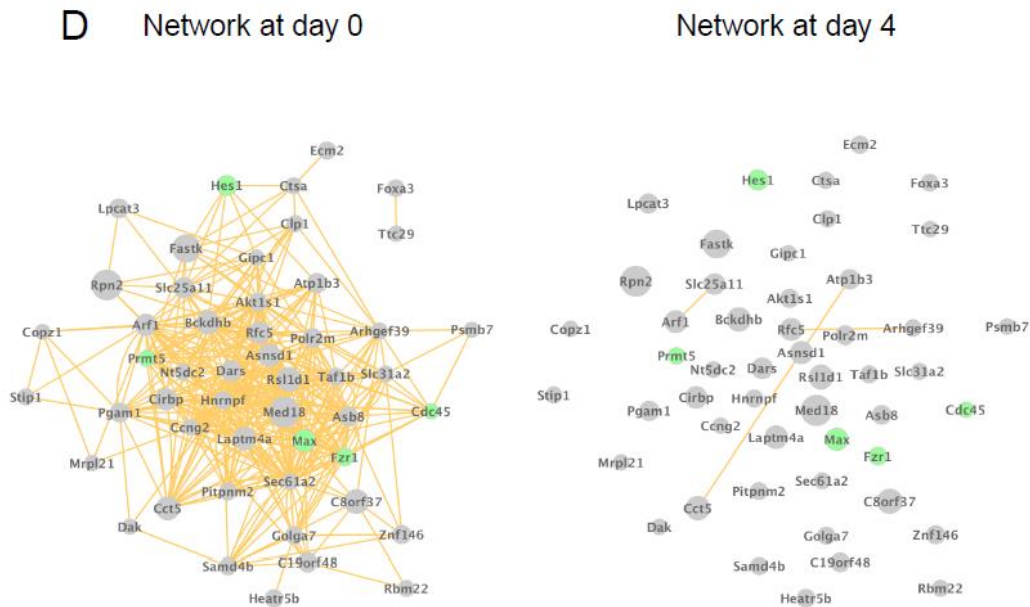 D Network at day 0 Network at day 4
Ecm2
Hes1
Ctsa
Foxa3
Lpcat3
Clp1
Ttc29
Fastk
Gipc1
Rpn2
Slc25a11
Atp1b3
Akt1s1
Arf1
Bckdhb
Rfc5
Polr2m
Arhgef39
Psmb7
Copz1
Prmt5
Asnsd1
Nt5dc2
Dars
Rsl1d1
Taf1b
Slc31a2
Stip1
Cirbp
Hnrnpf
Pgam1
Med18
Asb8
Cdc45
Ccng2
Laptm4a
Max
Fzr1
Mrpl21
Sec61a2
Pitpnm2
Cct5
C8orf37
Dak
Golga7
Znf146
Samd4b
C19orf48
Rbm22
Heatr5b
Ecm2
Hes1
Ctsa
Foxa3
Lpcat3
Clp1
Ttc29
Fastk
Gipc1
Rpn2
Slc25a11
Atp1b3
Akt1s1
Arf1
Bckdhb
Rfc5
Polr2m
Arhgef39
Psmb7
Copz1
Prmt5
Asnsd1
Nt5dc2
Dars
Rsl1d1
Taf1b
Slc31a2
Stip1
Cirbp
Hnrnpf
Pgam1
Med18
Asb8
Cdc45
Ccng2
Laptm4a
Max
Fzr1
Mrpl21
Sec61a2
Pitpnm2
Cct5
C8orf37
Dak
Golga7
Znf146
Samd4b
C19orf48
Rbm22
Heatr5b